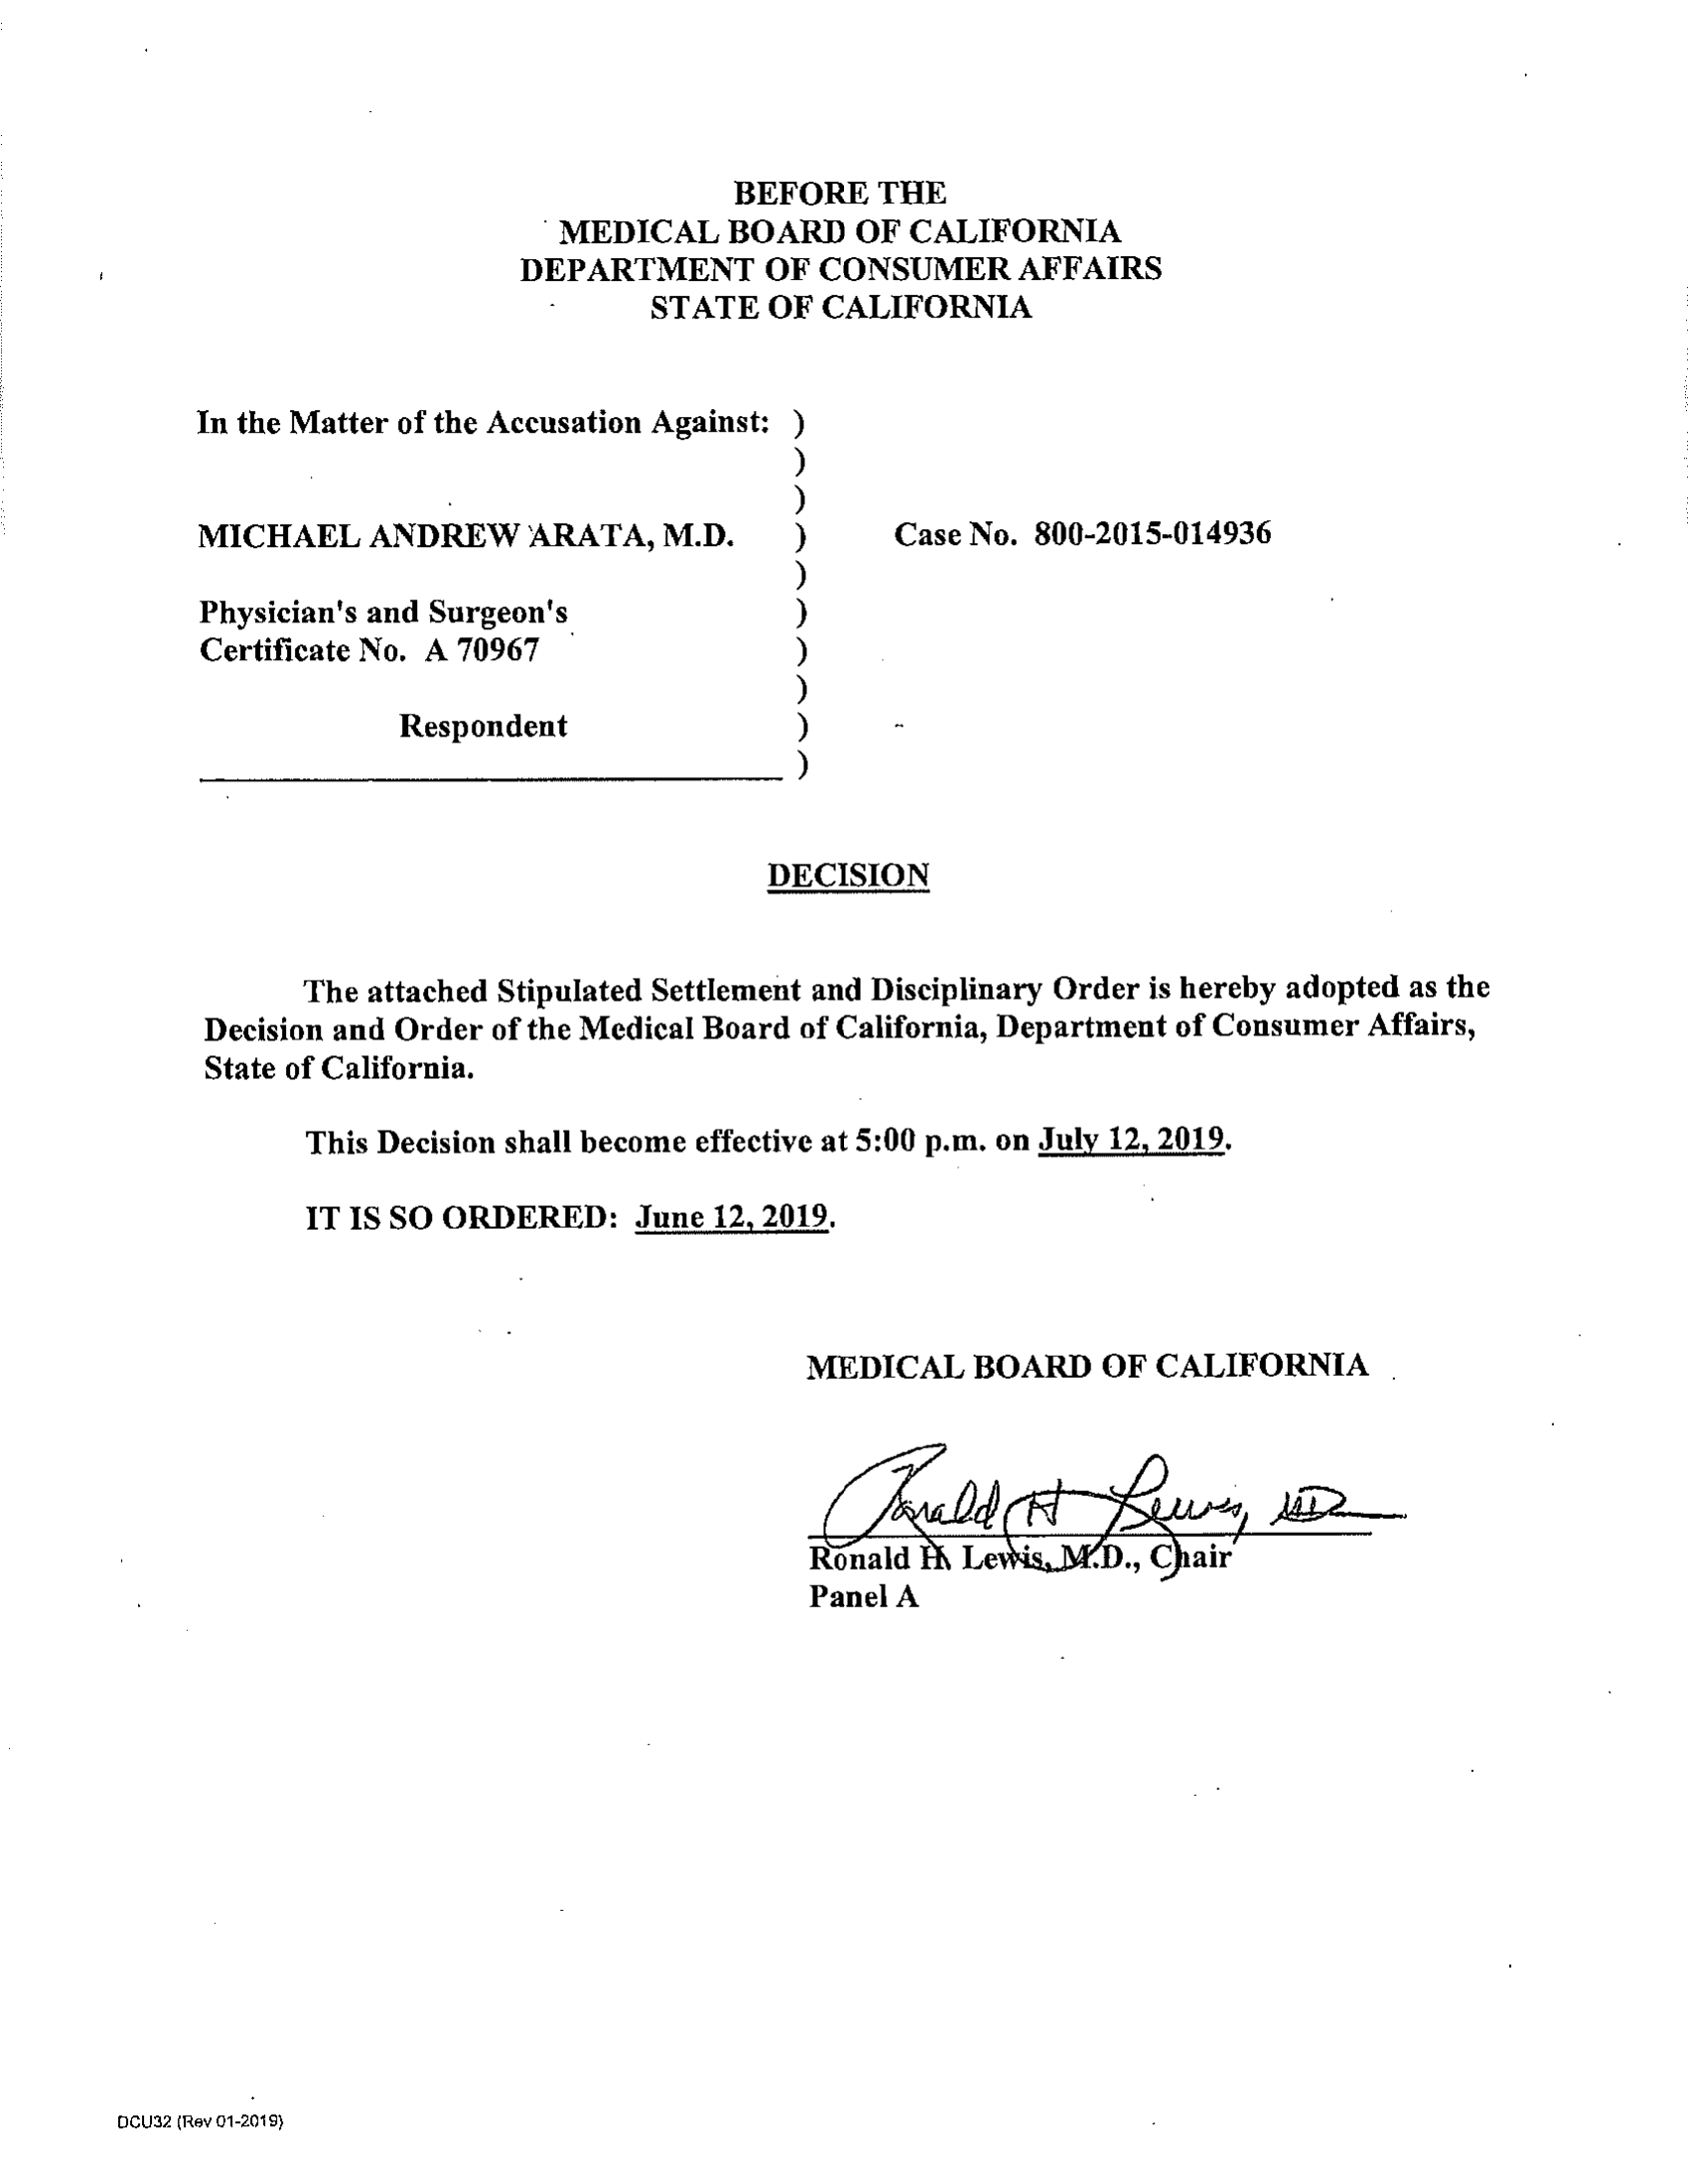 BEFORE THE
MEDICAL BOARD OF CALIFORNIA
DEPARTMENT OF CONSUMER AFFAIRS
STATE OF CALIFORNIA
In the Matter of the Accusation Against: )
)
)
MICHAEL ANDREW ARATA, M.D. ) Case No. 800-2015-014936
)
Physician's and Surgeon's )
Certificate No. A 70967 )
)
Respondent )
)
DECISION
The attached Stipulated Settlement and Disciplinary Order is hereby adopted as the
Decision and Order of the Medical Board of California, Department of Consumer Affairs,
State of California.
This Decision shall become effective at 5:00 p.m. on July 12, 2019.
IT IS SO ORDERED: June 12, 2019.
MEDICAL BOARD OF CALIFORNIA
Ronald H Lewis, MD
Ronald H. Lewis, M.D., Chair
Panel A
DCU32 (Rev 01-2019)